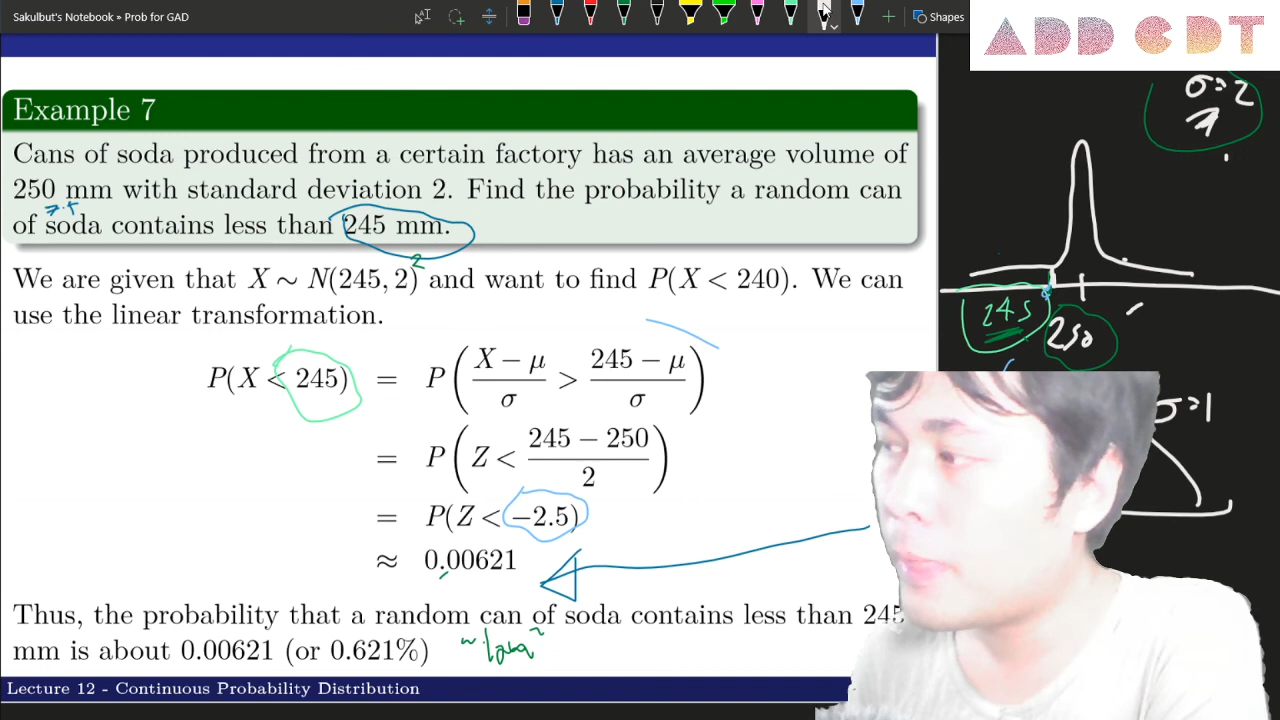 Sakulbut's Notebook » Prob for GAD
Shapes
ADD CDT
Example 7
Cans of soda produced from a certain factory has an average volume of
250 mm with standard deviation 2. Find the probability a random can
of soda contains less than 245 mm.
We are given that X ∼ N(245, 2)² and want to find P(X < 240). We can
use the linear transformation.
P(X < 245) = P((X − μ)/σ > (245 − μ)/σ)
= P(Z < (245 − 250)/2)
= P(Z < −2.5)
≈ 0.00621
Thus, the probability that a random can of soda contains less than 245
mm is about 0.00621 (or 0.621%)
Lecture 12 - Continuous Probability Distribution
σ = 2
245
250
σ = 1